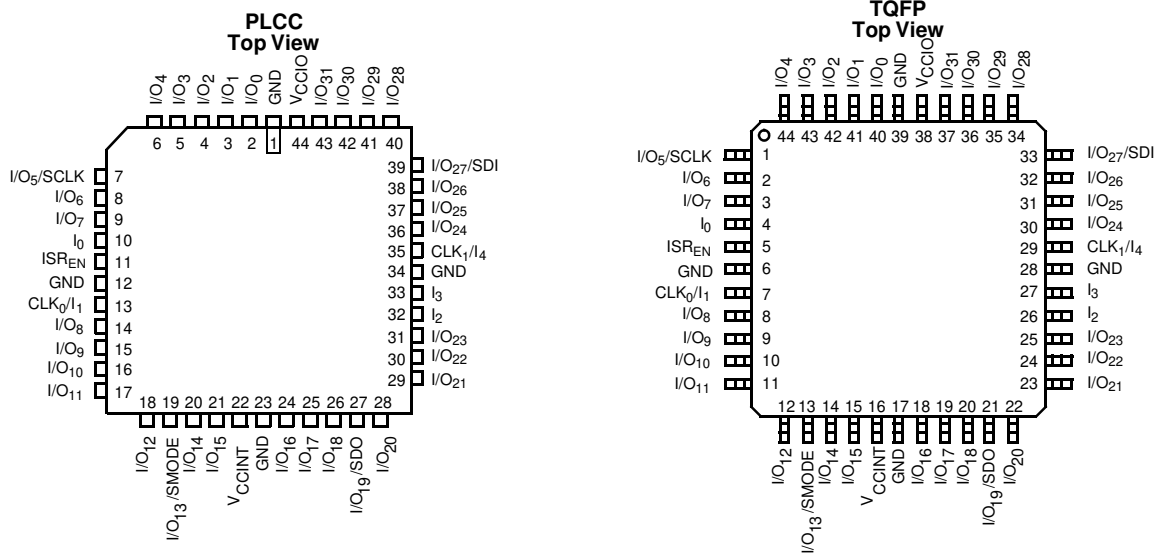 PLCC
Top View
I/O4
I/O3
I/O2
I/O1
I/O0
GND
VCCIO
I/O31
I/O30
I/O29
I/O28
6 5 4 3 2 1 44 43 42 41 40
I/O5/SCLK 7
I/O6 8
I/O7 9
I0 10
ISREN 11
GND 12
CLK0/I1 13
I/O8 14
I/O9 15
I/O10 16
I/O11 17
39 I/O27/SDI
38 I/O26
37 I/O25
36 I/O24
35 CLK1/I4
34 GND
33 I3
32 I2
31 I/O23
30 I/O22
29 I/O21
18 19 20 21 22 23 24 25 26 27 28
I/O12
I/O13/SMODE
I/O14
I/O15
VCCINT
GND
I/O16
I/O17
I/O18
I/O19/SDO
I/O20
TQFP
Top View
I/O4
I/O3
I/O2
I/O1
I/O0
GND
VCCIO
I/O31
I/O30
I/O29
I/O28
44 43 42 41 40 39 38 37 36 35 34
I/O5/SCLK 1
I/O6 2
I/O7 3
I0 4
ISREN 5
GND 6
CLK0/I1 7
I/O8 8
I/O9 9
I/O10 10
I/O11 11
33 I/O27/SDI
32 I/O26
31 I/O25
30 I/O24
29 CLK1/I4
28 GND
27 I3
26 I2
25 I/O23
24 I/O22
23 I/O21
12 13 14 15 16 17 18 19 20 21 22
I/O12
I/O13/SMODE
I/O14
I/O15
VCCINT
GND
I/O16
I/O17
I/O18
I/O19/SDO
I/O20